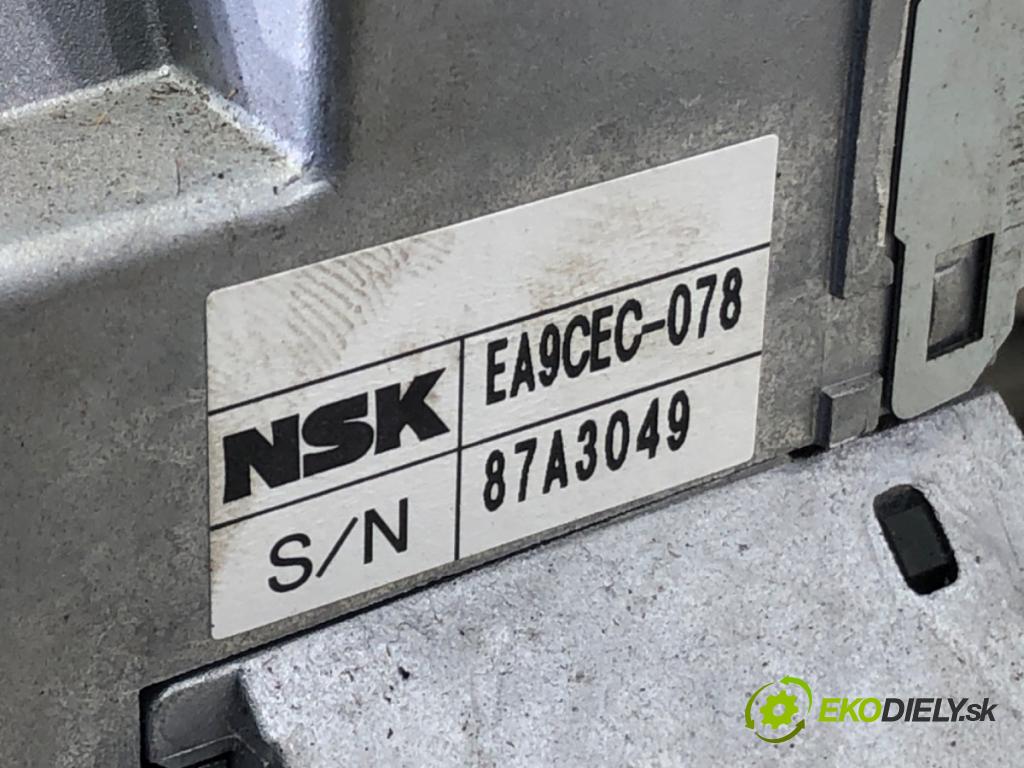 NSK EA9CEC-078
S/N 87A3049
EKODIELY.sk